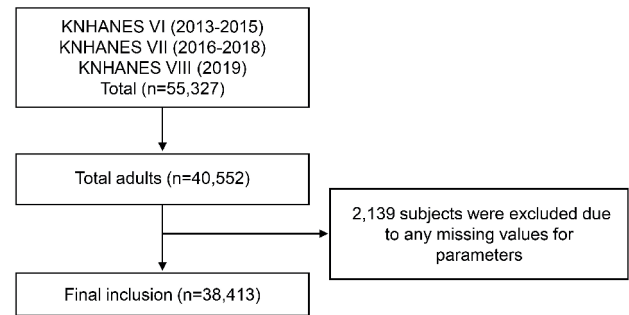 KNHANES VI (2013-2015)
KNHANES VII (2016-2018)
KNHANES VIII (2019)
Total (n=55,327)
Total adults (n=40,552)
2,139 subjects were excluded due
to any missing values for
parameters
Final inclusion (n=38,413)